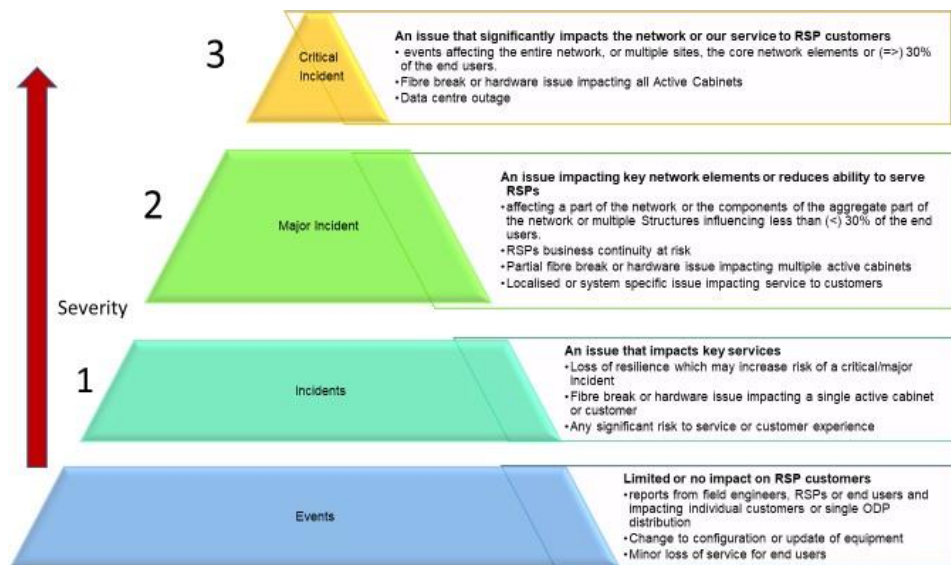 3
Critical
Incident
An issue that significantly impacts the network or our service to RSP customers
• events affecting the entire network, or multiple sites, the core network elements or (=>) 30%
of the end users.
•Fibre break or hardware issue impacting all Active Cabinets
•Data centre outage
2
Major Incident
An issue impacting key network elements or reduces ability to serve
RSPs
•affecting a part of the network or the components of the aggregate part of
the network or multiple Structures influencing less than (<) 30% of the end
users.
•RSPs business continuity at risk
•Partial fibre break or hardware issue impacting multiple active cabinets
•Localised or system specific issue impacting service to customers
Severity
1
Incidents
An issue that impacts key services
•Loss of resilience which may increase risk of a critical/major
Incident
•Fibre break or hardware issue impacting a single active cabinet
or customer
•Any significant risk to service or customer experience
Events
Limited or no impact on RSP customers
•reports from field engineers, RSPs or end users and
impacting individual customers or single ODP
distribution
•Change to configuration or update of equipment
•Minor loss of service for end users